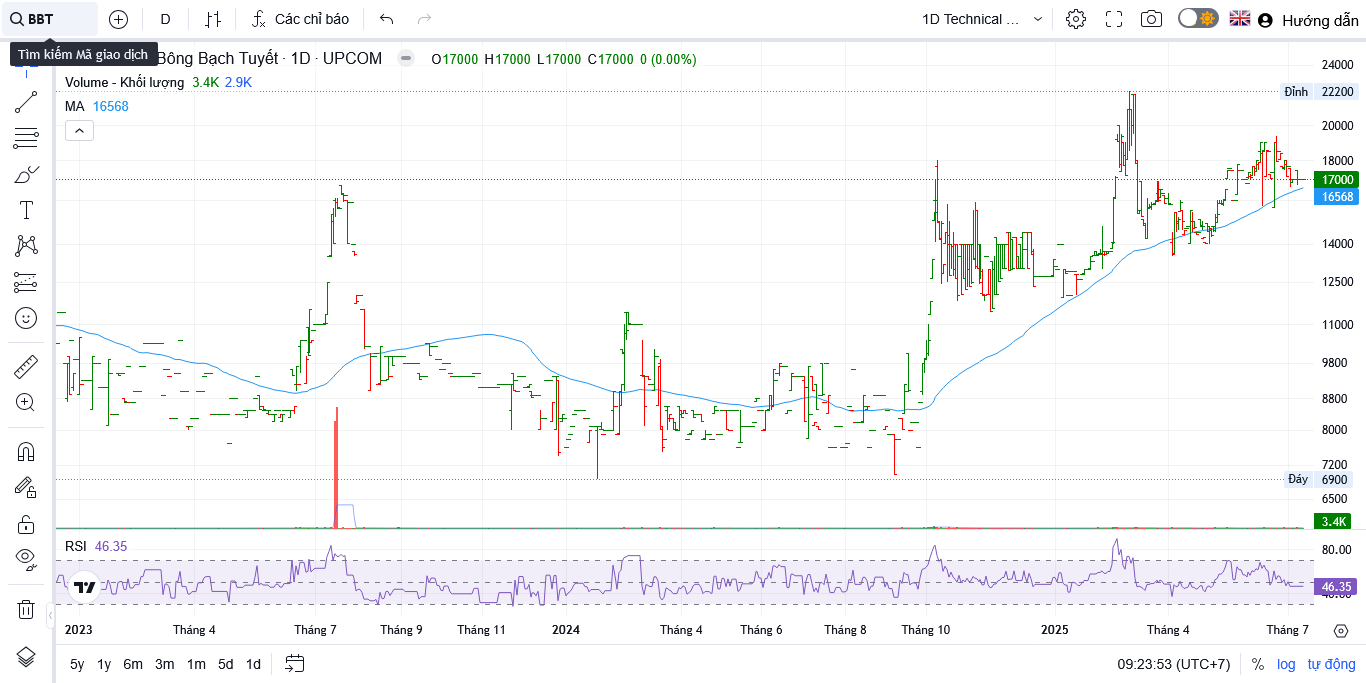 BBT D Các chỉ báo 1D Technical ... Hướng dẫn
Tìm kiếm Mã giao dịch
Bông Bạch Tuyết · 1D · UPCOM O17000 H17000 L17000 C17000 0 (0.00%)
Volume - Khối lượng 3.4K 2.9K
MA 16568
24000
Đỉnh 22200
20000
18000
17000
16568
14000
12500
11000
9800
8800
8000
7200
Đáy 6900
6500
3.4K
RSI 46.35
80.00
46.35
40.00
2023 Tháng 4 Tháng 7 Tháng 9 Tháng 11 2024 Tháng 4 Tháng 6 Tháng 8 Tháng 10 2025 Tháng 4 Tháng 7
5y 1y 6m 3m 1m 5d 1d 09:23:53 (UTC+7) % log tự động